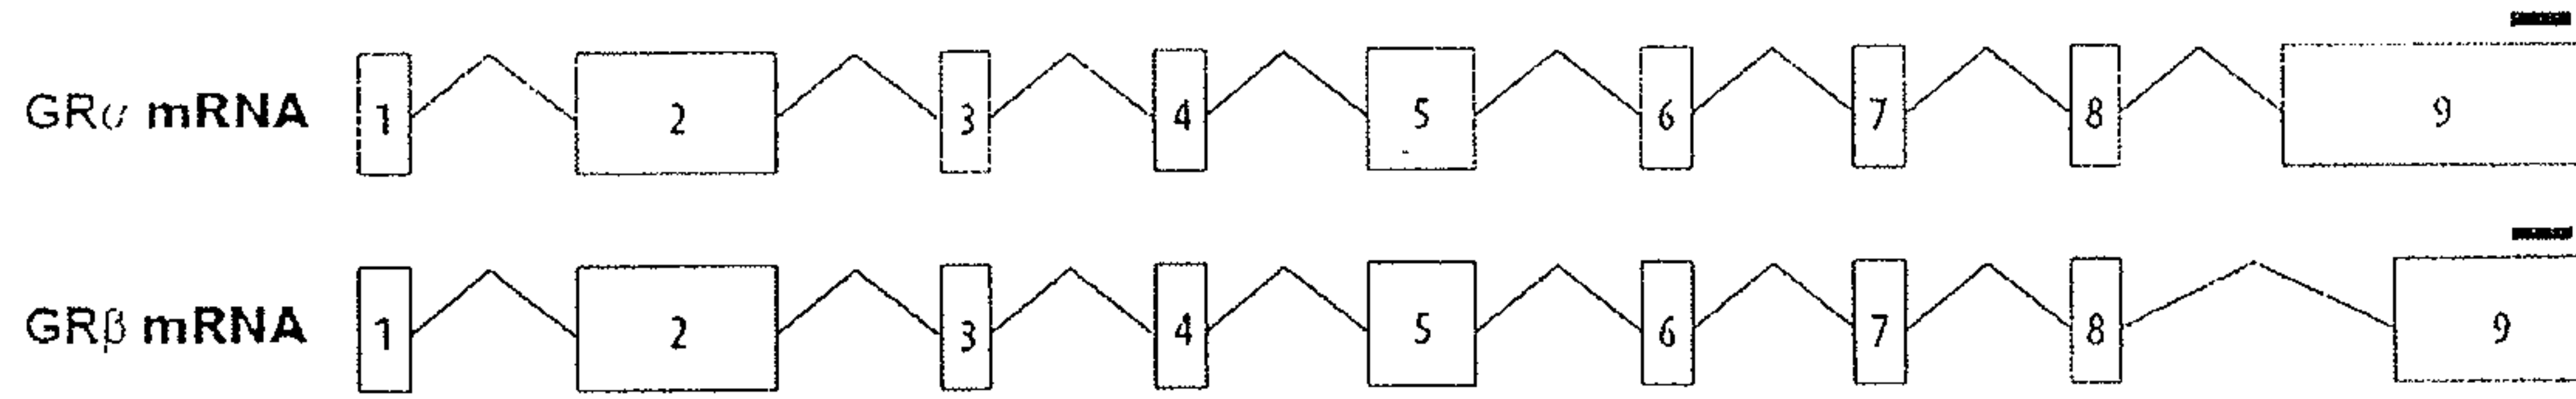 GRα mRNA 1 2 3 4 5 6 7 8 9
GRβ mRNA 1 2 3 4 5 6 7 8 9